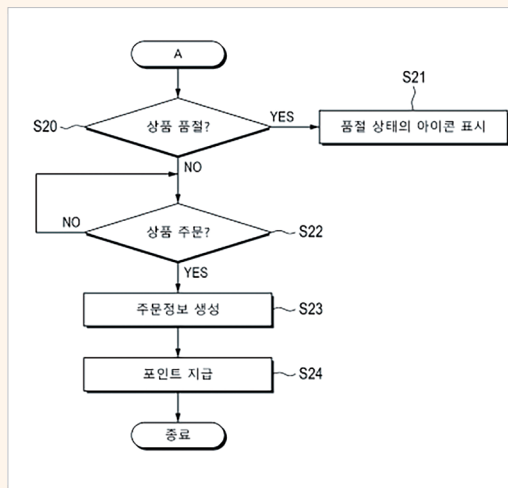 A
S21
S20
상품 품절?
YES
품절 상태의 아이콘 표시
NO
NO
상품 주문?
S22
YES
주문정보 생성
S23
포인트 지급
S24
종료